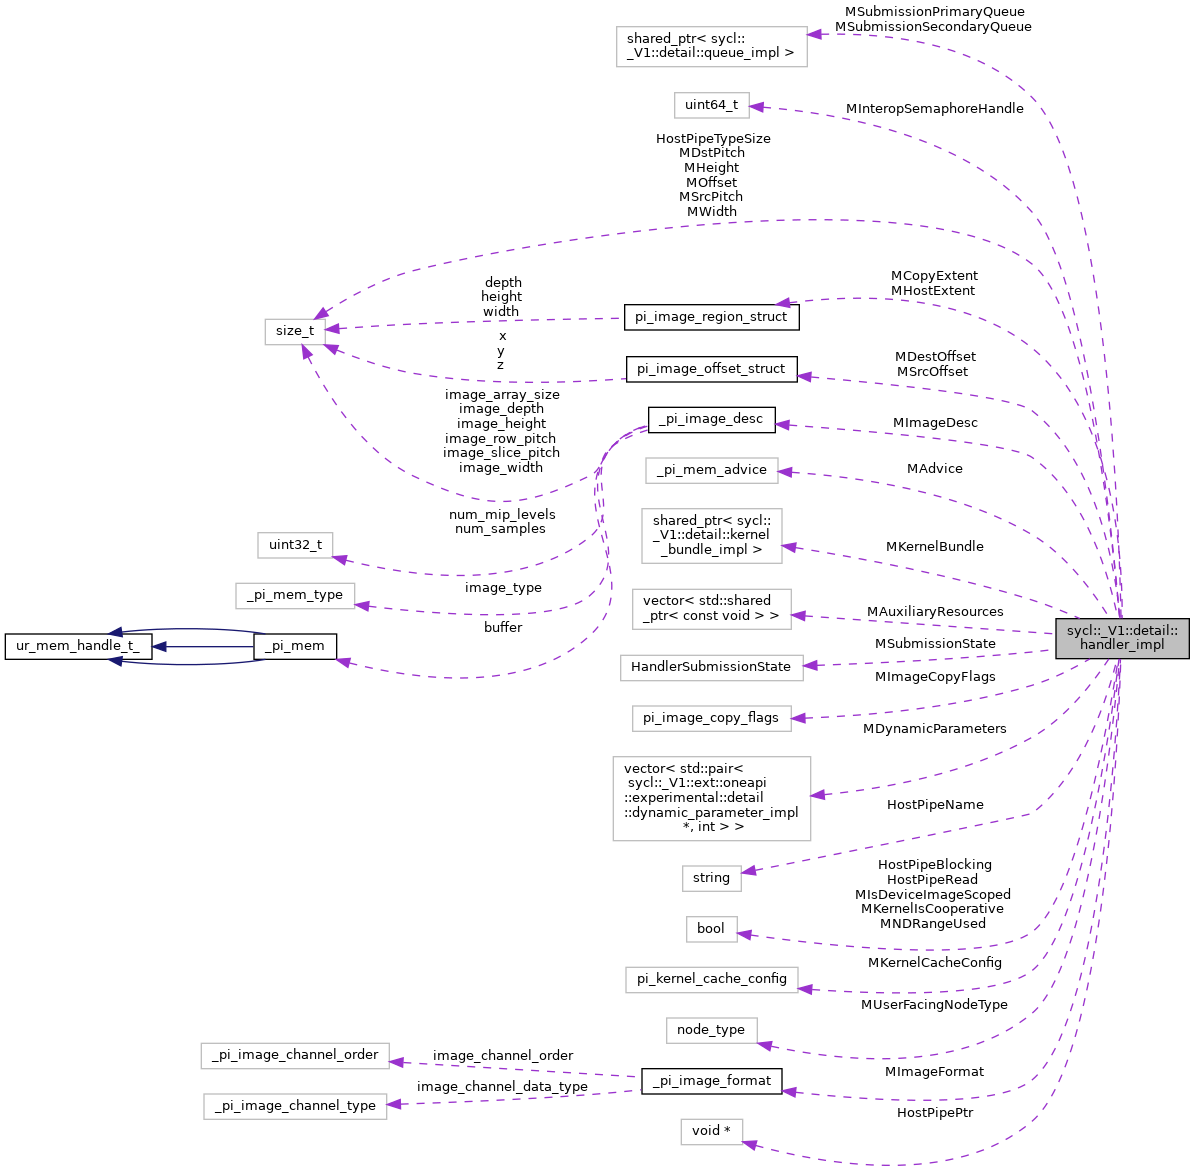 MSubmissionPrimaryQueue
MSubmissionSecondaryQueue
shared_ptr< sycl::
_V1::detail::queue_impl >
uint64_t
MInteropSemaphoreHandle
HostPipeTypeSize
MDstPitch
MHeight
MOffset
MSrcPitch
MWidth
MCopyExtent
MHostExtent
depth
height
width
size_t
pi_image_region_struct
x
y
z
pi_image_offset_struct
MDestOffset
MSrcOffset
image_array_size
image_depth
image_height
image_row_pitch
image_slice_pitch
image_width
_pi_image_desc
MImageDesc
_pi_mem_advice
MAdvice
num_mip_levels
num_samples
shared_ptr< sycl::
_V1::detail::kernel
_bundle_impl >
MKernelBundle
uint32_t
image_type
_pi_mem_type
vector< std::shared
_ptr< const void > >
MAuxiliaryResources
buffer
ur_mem_handle_t_
_pi_mem
sycl::_V1::detail::
handler_impl
MSubmissionState
HandlerSubmissionState
MImageCopyFlags
pi_image_copy_flags
MDynamicParameters
vector< std::pair<
sycl::_V1::ext::oneapi
::experimental::detail
::dynamic_parameter_impl
*, int > >
HostPipeName
string
HostPipeBlocking
HostPipeRead
MIsDeviceImageScoped
MKernelIsCooperative
MNDRangeUsed
bool
MKernelCacheConfig
pi_kernel_cache_config
MUserFacingNodeType
node_type
_pi_image_channel_order
image_channel_order
MImageFormat
_pi_image_format
image_channel_data_type
_pi_image_channel_type
HostPipePtr
void *